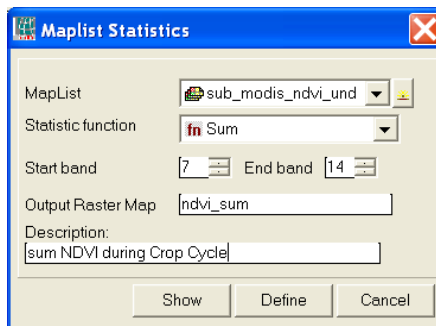 Maplist Statistics
MapList sub_modis_ndvi_und
Statistic function fn Sum
Start band 7 End band 14
Output Raster Map ndvi_sum
Description:
sum NDVI during Crop Cycle
Show Define Cancel